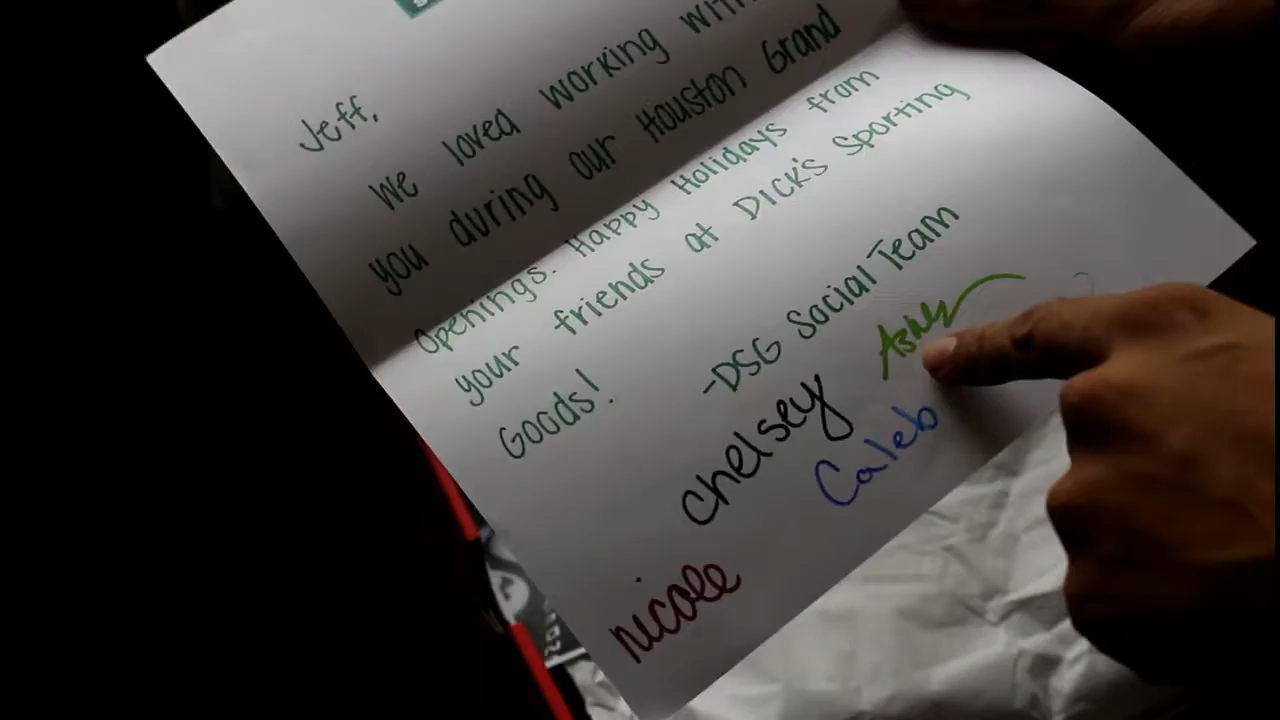 Jeff,
We loved working with
you during our Houston Grand
Openings. Happy Holidays from
your friends at DICK'S Sporting
Goods!
-DSG Social Team
Chelsey
Caleb
nicole